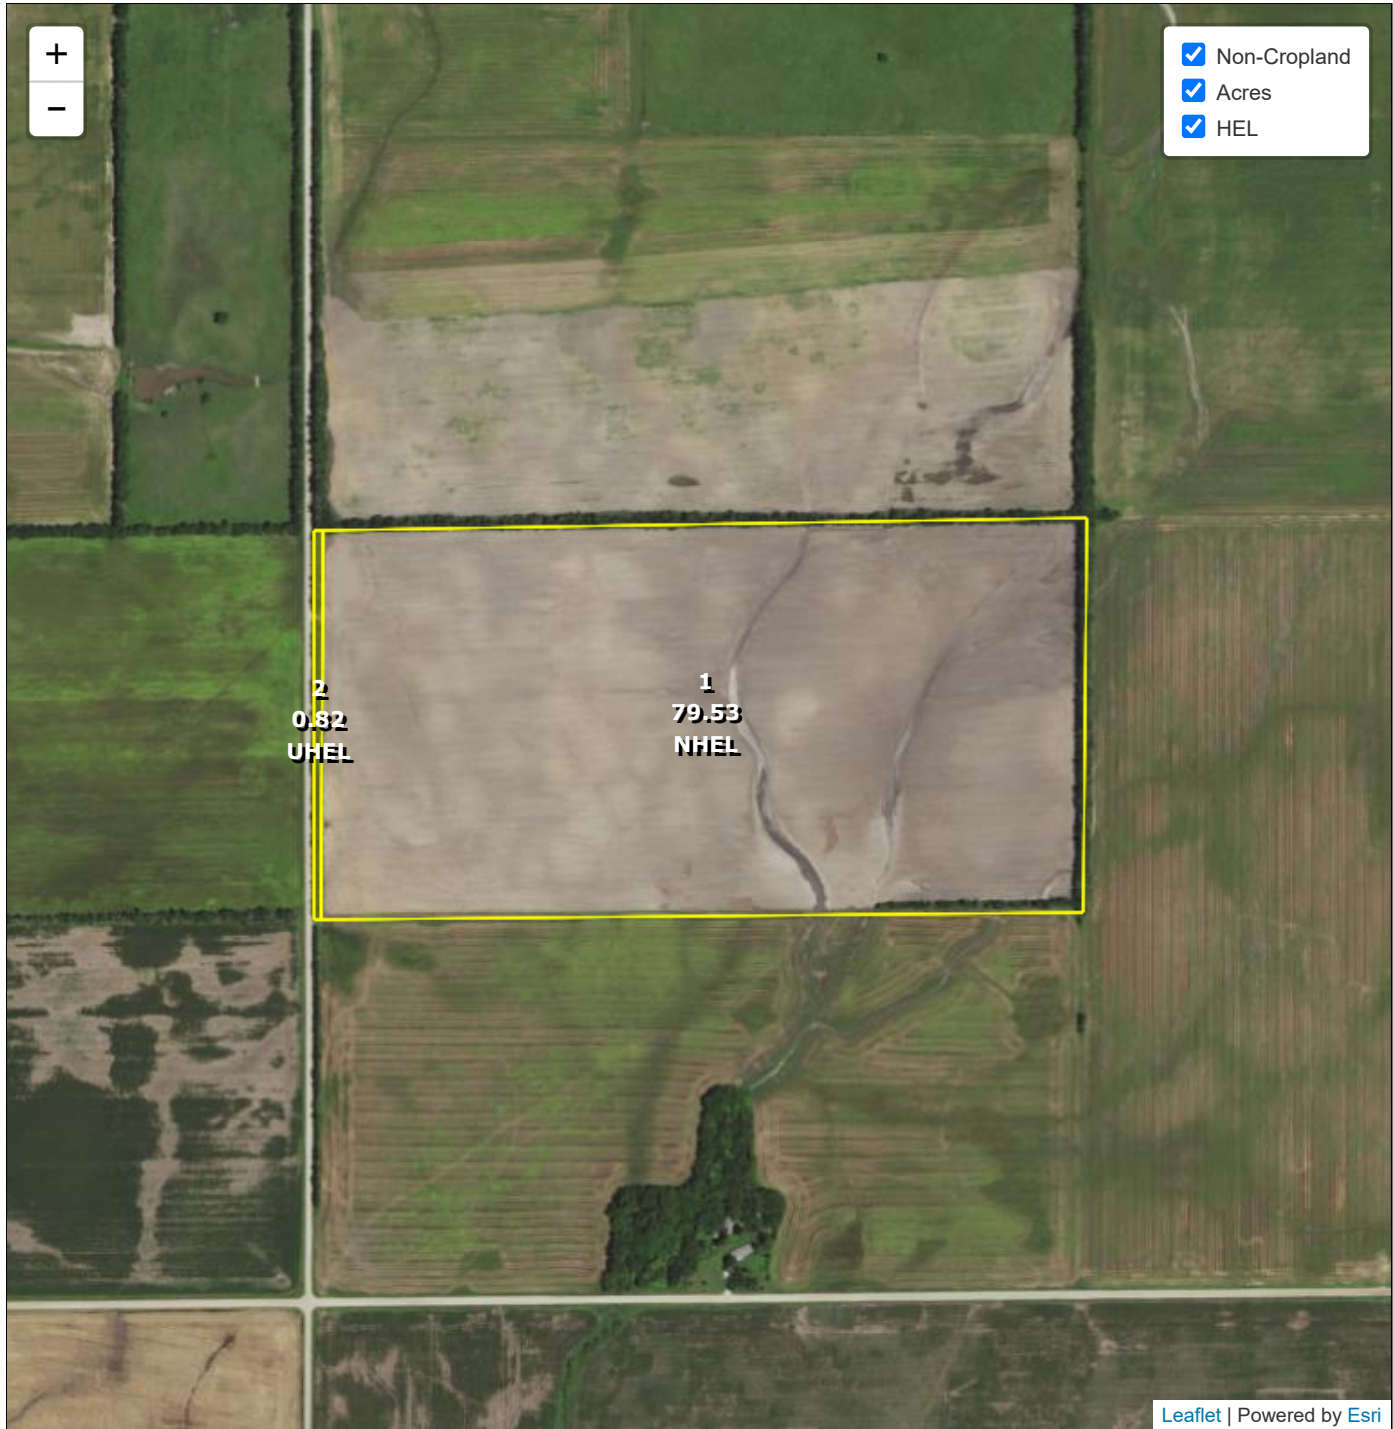 +
−
Non-Cropland
Acres
HEL
2
0.82
UHEL
1
79.53
NHEL
Leaflet | Powered by Esri